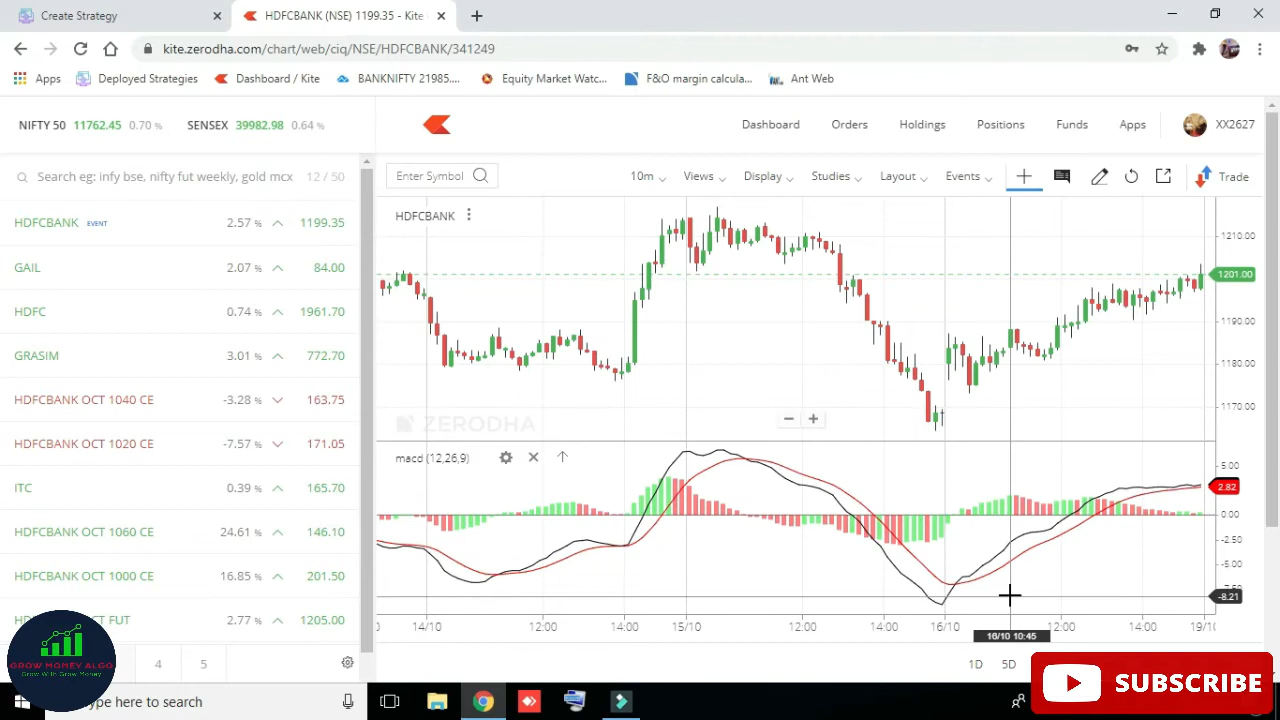 Create Strategy
HDFCBANK (NSE) 1199.35 - Kite -
kite.zerodha.com/chart/web/ciq/NSE/HDFCBANK/341249
Apps Deployed Strategies Dashboard / Kite BANKNIFTY 21985.... Equity Market Watc... F&O margin calcula... Ant Web
NIFTY 50 11762.45 0.70 % SENSEX 39982.98 0.64 %
Dashboard Orders Holdings Positions Funds Apps XX2627
Search eg: infy bse, nifty fut weekly, gold mcx 12 / 50
Enter Symbol 10m Views Display Studies Layout Events Trade
HDFCBANK EVENT 2.57 % 1199.35
GAIL 2.07 % 84.00
HDFC 0.74 % 1961.70
GRASIM 3.01 % 772.70
HDFCBANK OCT 1040 CE -3.28 % 163.75
HDFCBANK OCT 1020 CE -7.57 % 171.05
ITC 0.39 % 165.70
HDFCBANK OCT 1060 CE 24.61 % 146.10
HDFCBANK OCT 1000 CE 16.85 % 201.50
OCT FUT 2.77 % 1205.00
4 5
HDFCBANK
ZERODHA
1210.00
1201.00
1190.00
1180.00
1170.00
macd (12,26,9)
5.00
2.82
0.00
-2.50
-5.00
-8.21
14/10 12:00 14:00 15/10 12:00 14:00 16/10 12:00 14:00 19/10
16/10 10:45
1D 5D
GROW MONEY ALGO
Grow With Grow Money
SUBSCRIBE
ype here to search